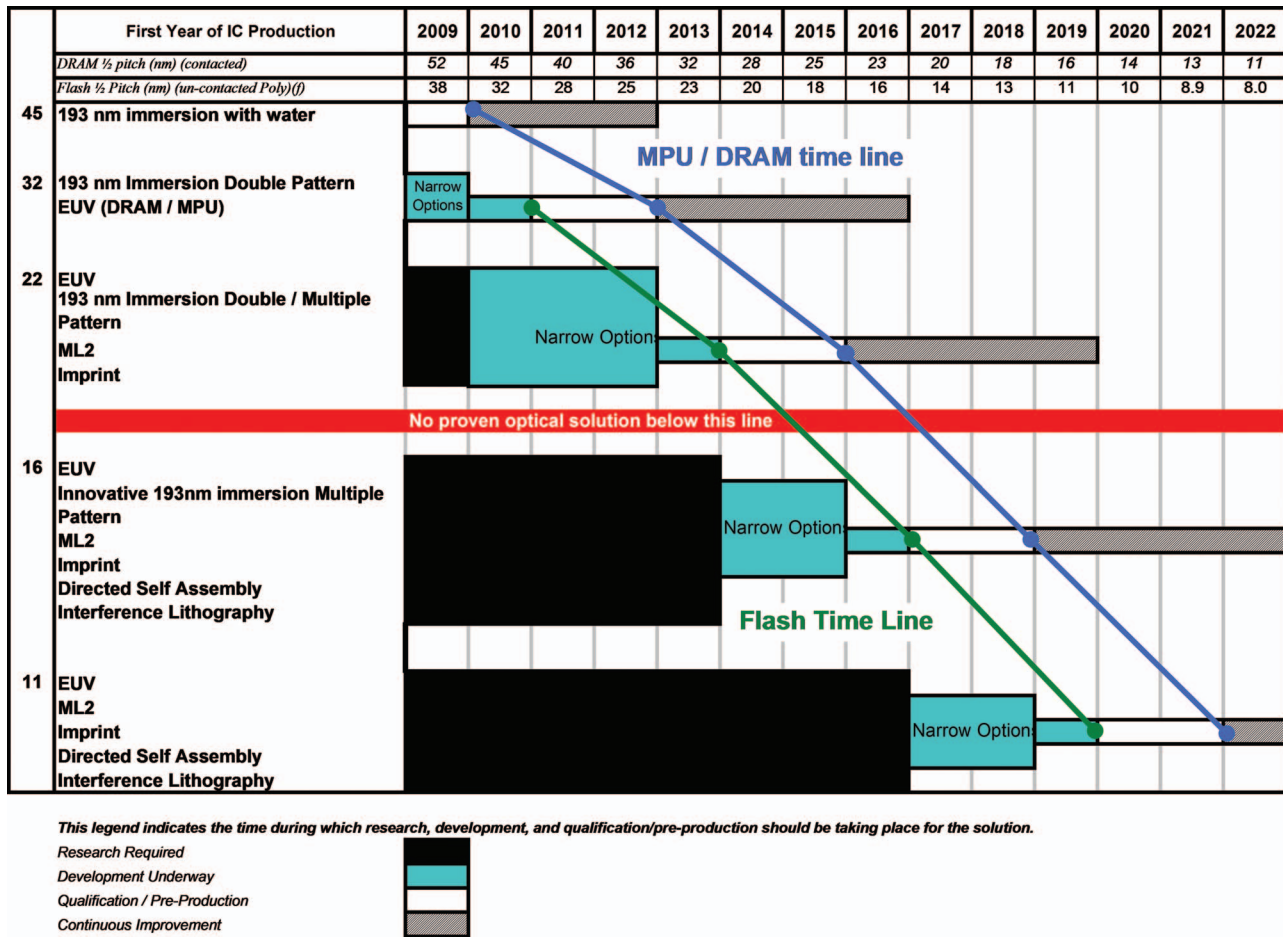 First Year of IC Production 2009 2010 2011 2012 2013 2014 2015 2016 2017 2018 2019 2020 2021 2022
DRAM ½ pitch (nm) (contacted) 52 45 40 36 32 28 25 23 20 18 16 14 13 11
Flash ½ Pitch (nm) (un-contacted Poly)(f) 38 32 28 25 23 20 18 16 14 13 11 10 8.9 8.0
45 193 nm immersion with water
MPU / DRAM time line
32 193 nm Immersion Double Pattern
EUV (DRAM / MPU)
Narrow
Options
22 EUV
193 nm Immersion Double / Multiple
Pattern
ML2
Imprint
Narrow Options
No proven optical solution below this line
16 EUV
Innovative 193nm immersion Multiple
Pattern
ML2
Imprint
Directed Self Assembly
Interference Lithography
Narrow Options
Flash Time Line
11 EUV
ML2
Imprint
Directed Self Assembly
Interference Lithography
Narrow Options
This legend indicates the time during which research, development, and qualification/pre-production should be taking place for the solution.
Research Required
Development Underway
Qualification / Pre-Production
Continuous Improvement